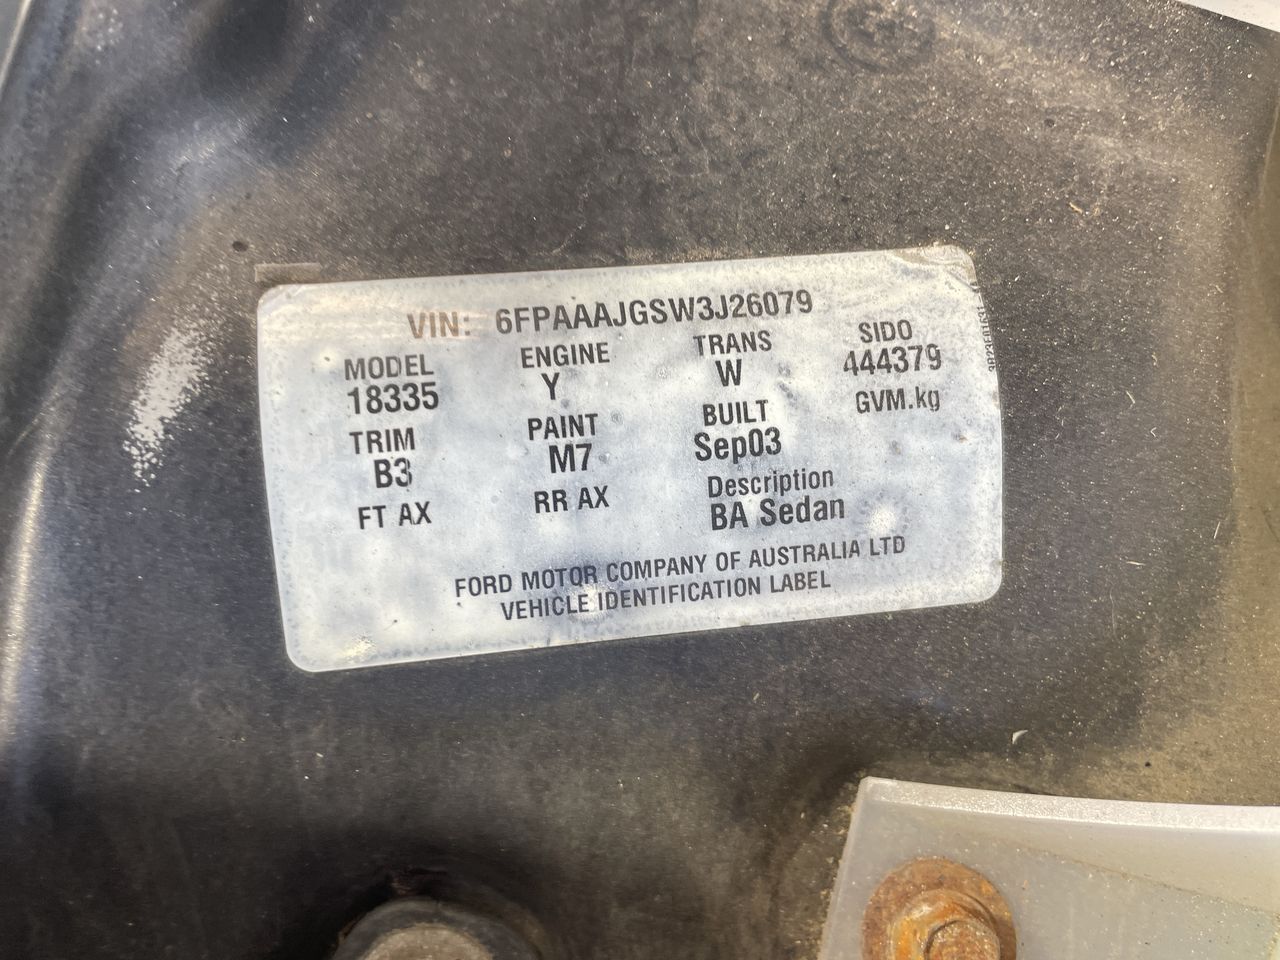 VIN: 6FPAAAJGSW3J26079
MODEL ENGINE TRANS SIDO
18335 Y W 444379
TRIM PAINT BUILT GVM.kg
B3 M7 Sep03
FT AX RR AX Description
BA Sedan
FORD MOTOR COMPANY OF AUSTRALIA LTD
VEHICLE IDENTIFICATION LABEL